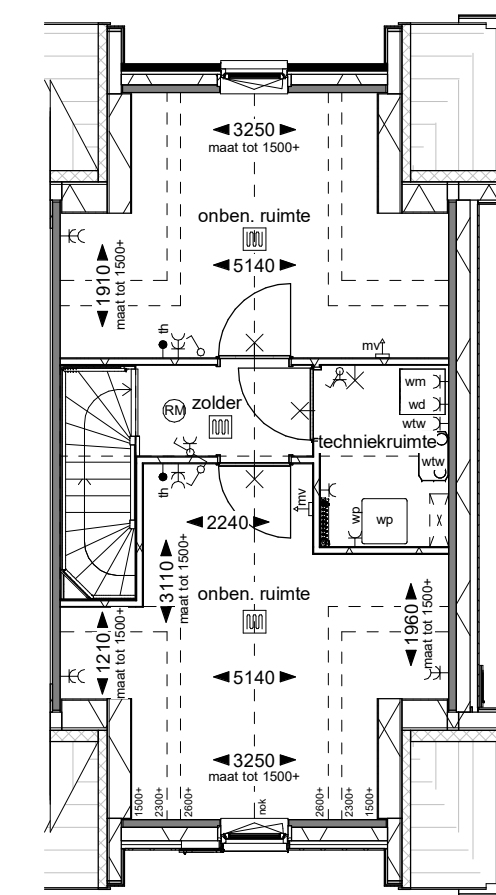 3250
maat tot 1500+
onben. ruimte
5140
1910
maat tot 1500+
th
mv
RM
zolder
wm
wd
wtw
techniekruimte
wtw
th
2240
mv
wp
wp
3110
maat tot 1500+
onben. ruimte
1210
maat tot 1500+
1960
maat tot 1500+
5140
3250
maat tot 1500+
1500+
2300+
2600+
nok
2600+
2300+
1500+